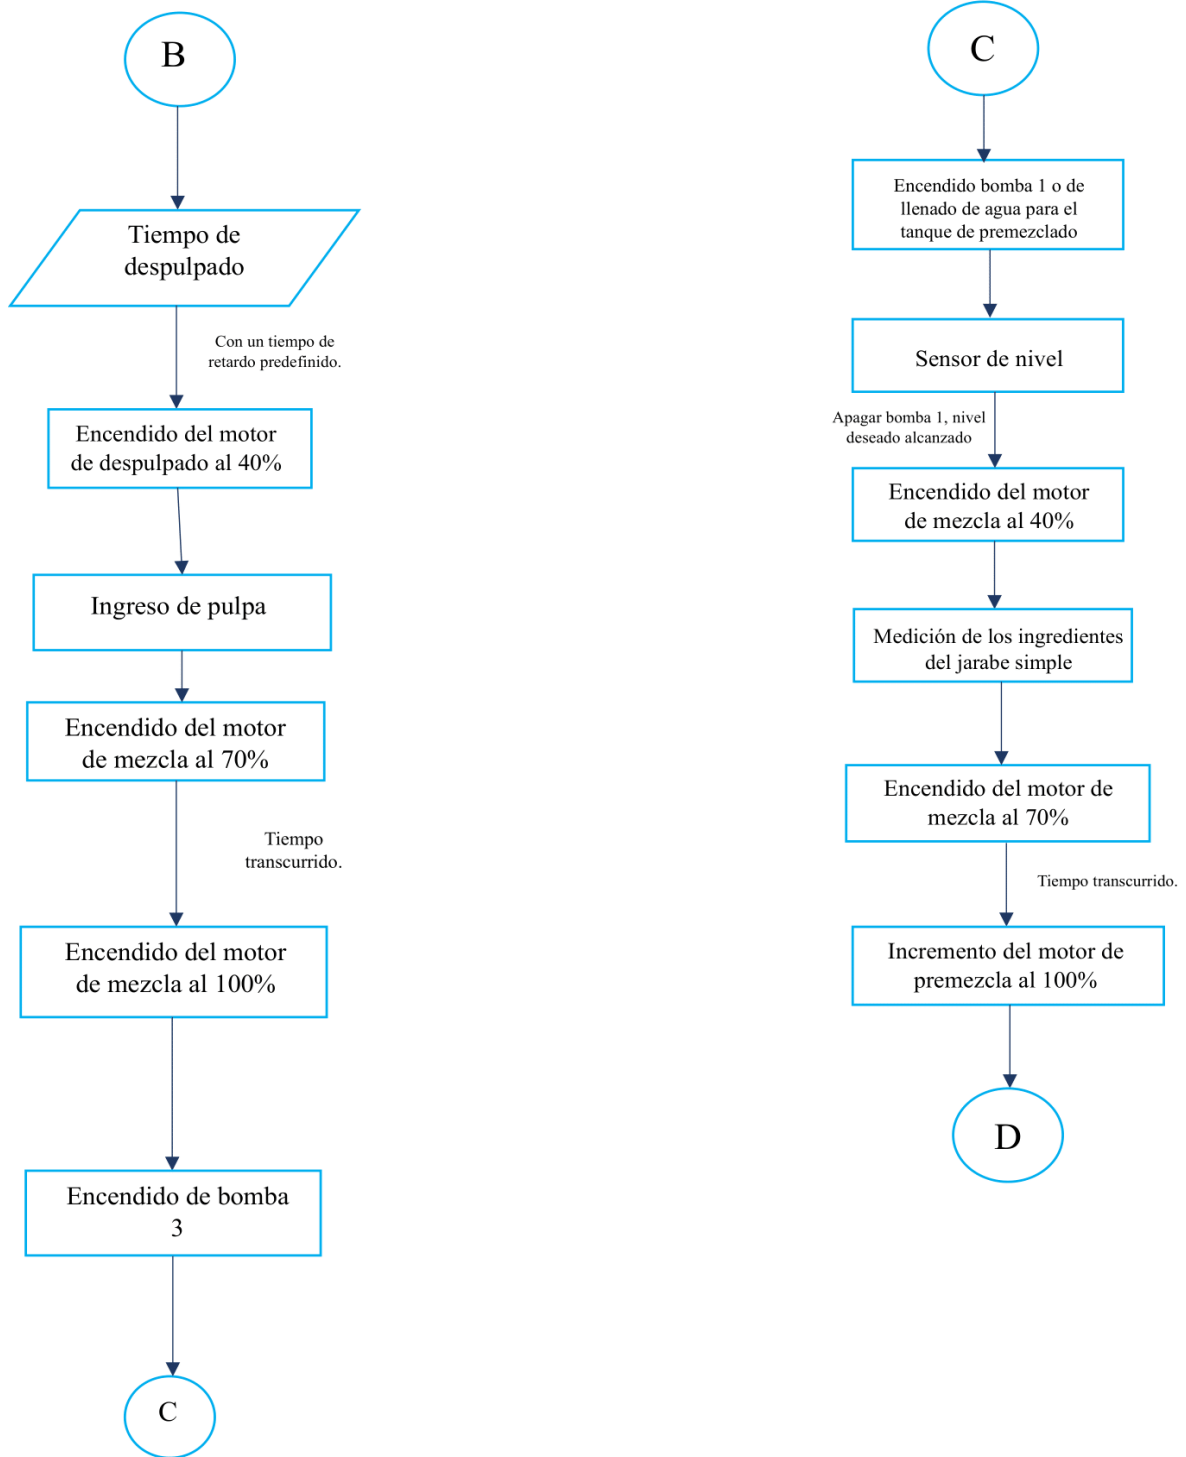 B
Tiempo de
despulpado
Con un tiempo de
retardo predefinido.
Encendido del motor
de despulpado al 40%
Ingreso de pulpa
Encendido del motor
de mezcla al 70%
Tiempo
transcurrido.
Encendido del motor
de mezcla al 100%
Encendido de bomba
3
C
C
Encendido bomba 1 o de
llenado de agua para el
tanque de premezclado
Sensor de nivel
Apagar bomba 1, nivel
deseado alcanzado
Encendido del motor
de mezcla al 40%
Medición de los ingredientes
del jarabe simple
Encendido del motor de
mezcla al 70%
Tiempo transcurrido.
Incremento del motor de
premezcla al 100%
D